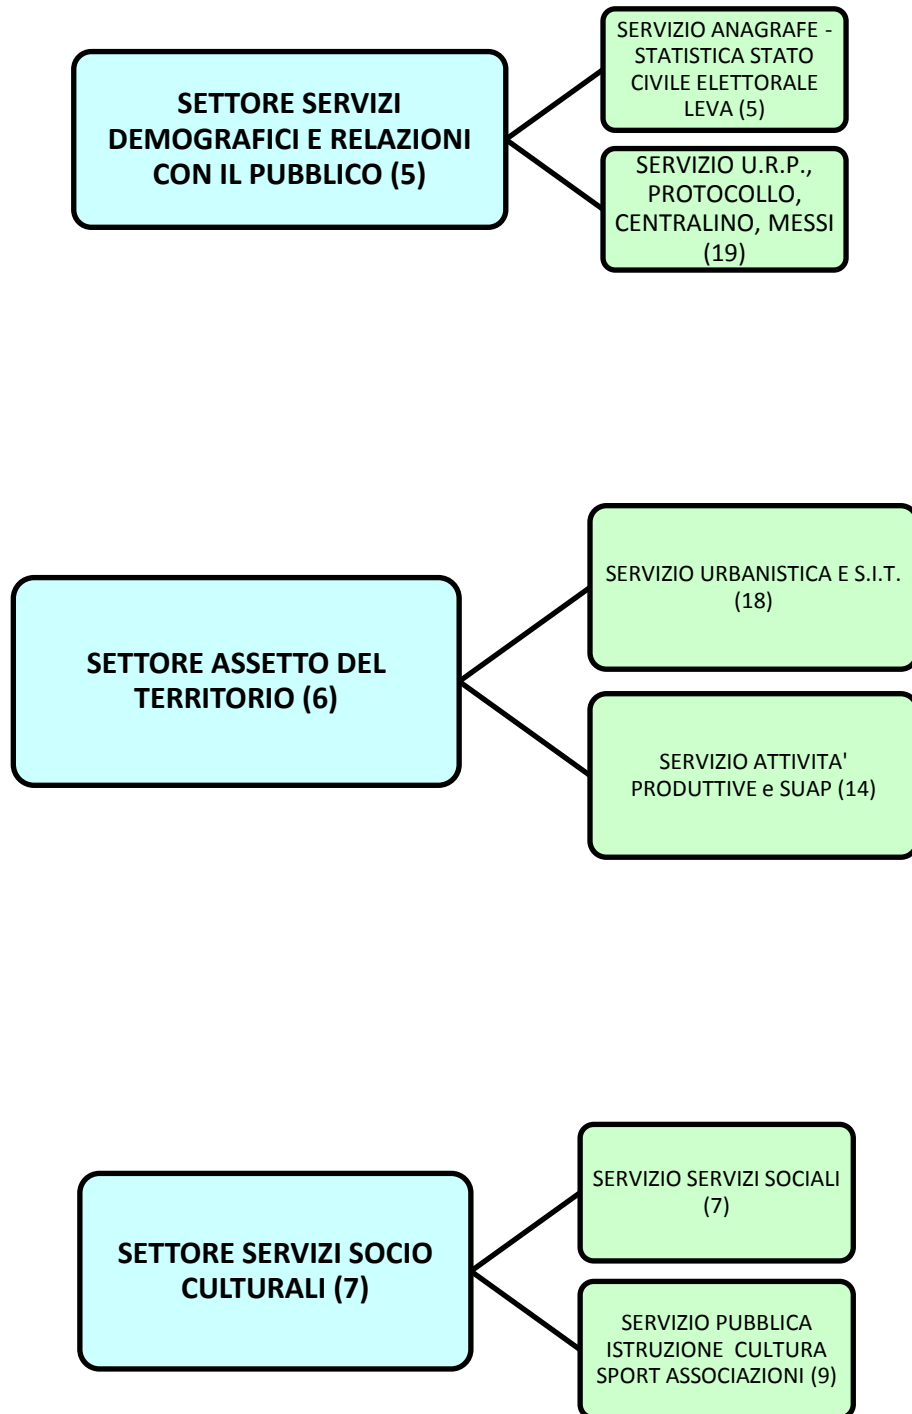 SETTORE SERVIZI
DEMOGRAFICI E RELAZIONI
CON IL PUBBLICO (5)
SERVIZIO ANAGRAFE -
STATISTICA STATO
CIVILE ELETTORALE
LEVA (5)
SERVIZIO U.R.P.,
PROTOCOLLO,
CENTRALINO, MESSI
(19)
SETTORE ASSETTO DEL
TERRITORIO (6)
SERVIZIO URBANISTICA E S.I.T.
(18)
SERVIZIO ATTIVITA'
PRODUTTIVE e SUAP (14)
SETTORE SERVIZI SOCIO
CULTURALI (7)
SERVIZIO SERVIZI SOCIALI
(7)
SERVIZIO PUBBLICA
ISTRUZIONE  CULTURA
SPORT ASSOCIAZIONI (9)